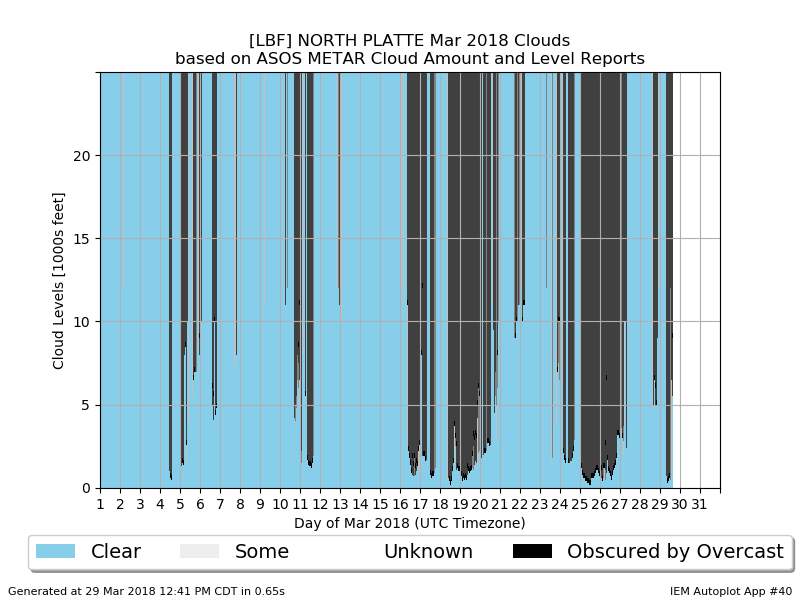 [LBF] NORTH PLATTE Mar 2018 Clouds
based on ASOS METAR Cloud Amount and Level Reports
Cloud Levels [1000s feet]
20
15
10
5
0
1 2 3 4 5 6 7 8 9 10 11 12 13 14 15 16 17 18 19 20 21 22 23 24 25 26 27 28 29 30 31
Day of Mar 2018 (UTC Timezone)
Clear Some Unknown Obscured by Overcast
Generated at 29 Mar 2018 12:41 PM CDT in 0.65s IEM Autoplot App #40